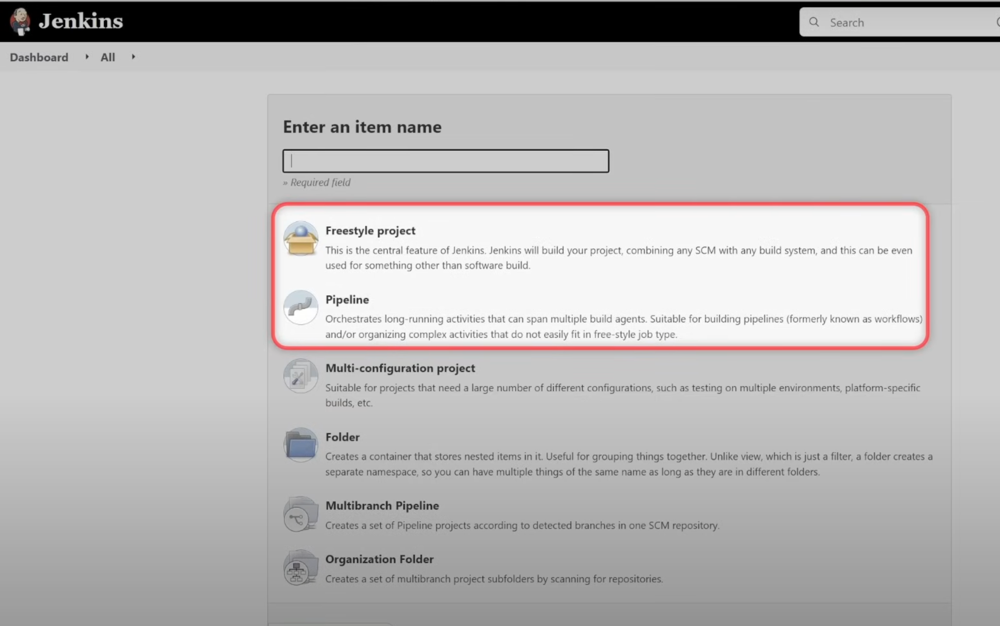 Jenkins
Search
Dashboard
All
Enter an item name
» Required field
Freestyle project
This is the central feature of Jenkins. Jenkins will build your project, combining any SCM with any build system, and this can be even
used for something other than software build.
Pipeline
Orchestrates long-running activities that can span multiple build agents. Suitable for building pipelines (formerly known as workflows)
and/or organizing complex activities that do not easily fit in free-style job type.
Multi-configuration project
Suitable for projects that need a large number of different configurations, such as testing on multiple environments, platform-specific
builds, etc.
Folder
Creates a container that stores nested items in it. Useful for grouping things together. Unlike view, which is just a filter, a folder creates a
separate namespace, so you can have multiple things of the same name as long as they are in different folders.
Multibranch Pipeline
Creates a set of Pipeline projects according to detected branches in one SCM repository.
Organization Folder
Creates a set of multibranch project subfolders by scanning for repositories.